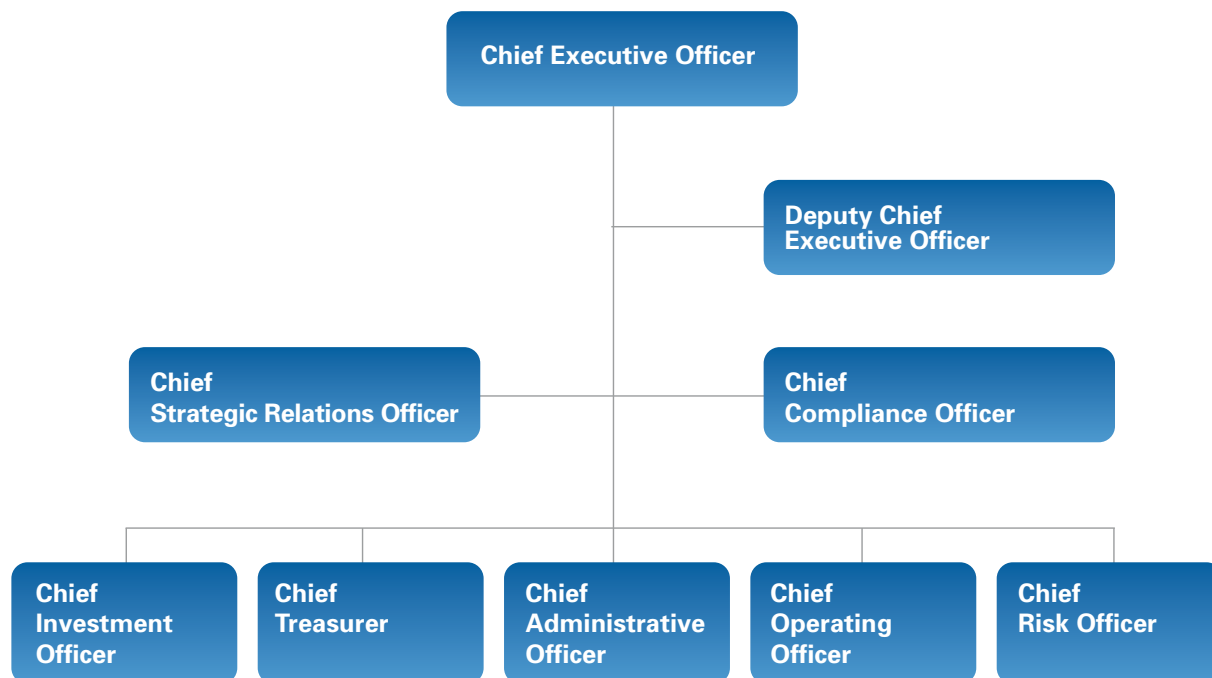 Chief Executive Officer
Deputy Chief
Executive Officer
Chief
Strategic Relations Officer
Chief
Compliance Officer
Chief
Investment
Officer
Chief
Treasurer
Chief
Administrative
Officer
Chief
Operating
Officer
Chief
Risk Officer